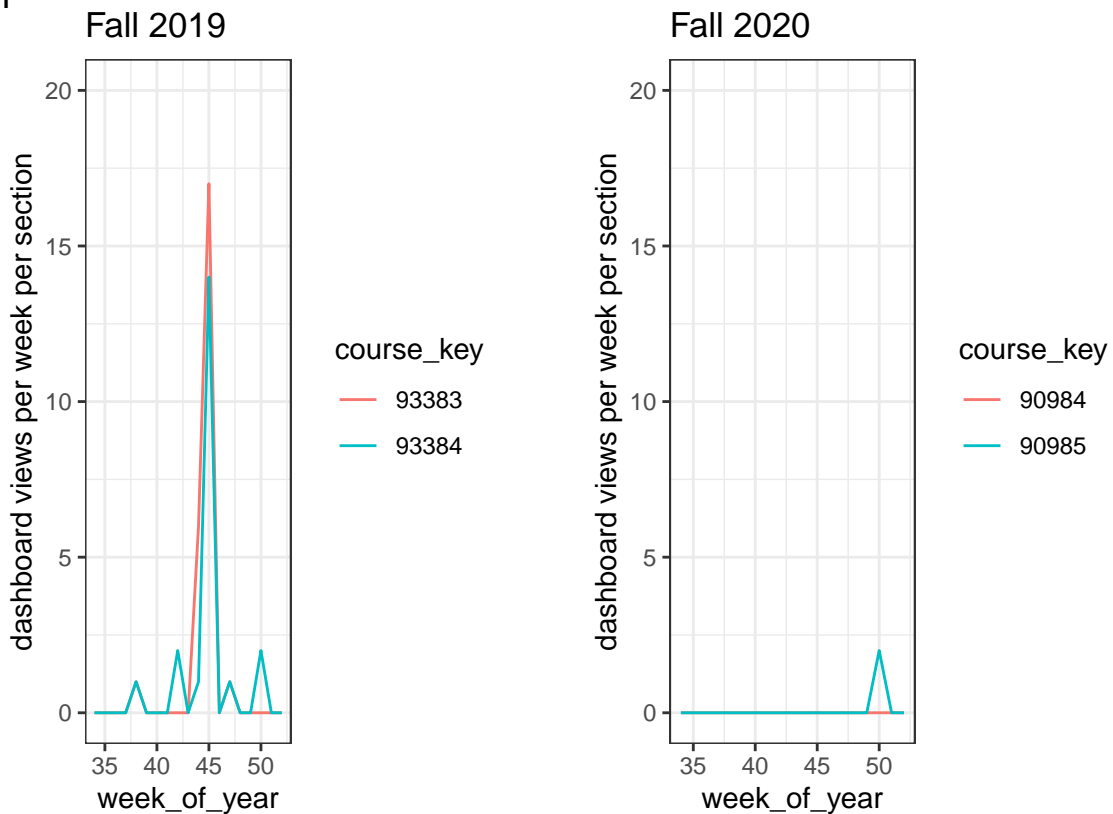 Fall 2019
dashboard views per week per section
20
15
10
5
0
35 40 45 50
week_of_year
course_key
93383
93384
Fall 2020
dashboard views per week per section
20
15
10
5
0
35 40 45 50
week_of_year
course_key
90984
90985